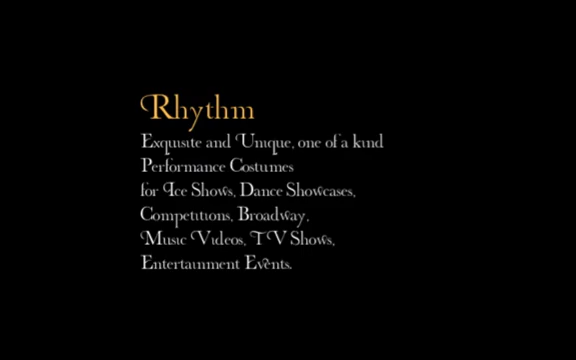 Rhythm
Exquisite and Unique, one of a kind
Performance Costumes
for Ice Shows, Dance Showcases,
Competitions, Broadway,
Music Videos, TV Shows,
Entertainment Events.